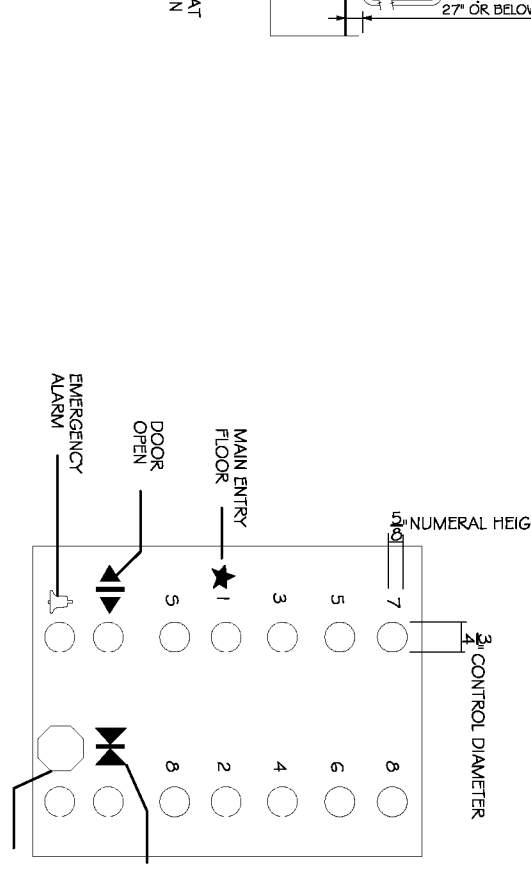 AT
N
27" OR BELOW
EMERGENCY
ALARM
DOOR
OPEN
MAIN ENTRY
FLOOR
5/8" NUMERAL HEIG
3/4" CONTROL DIAMETER
S 1 3 5 7
8 2 4 6 8